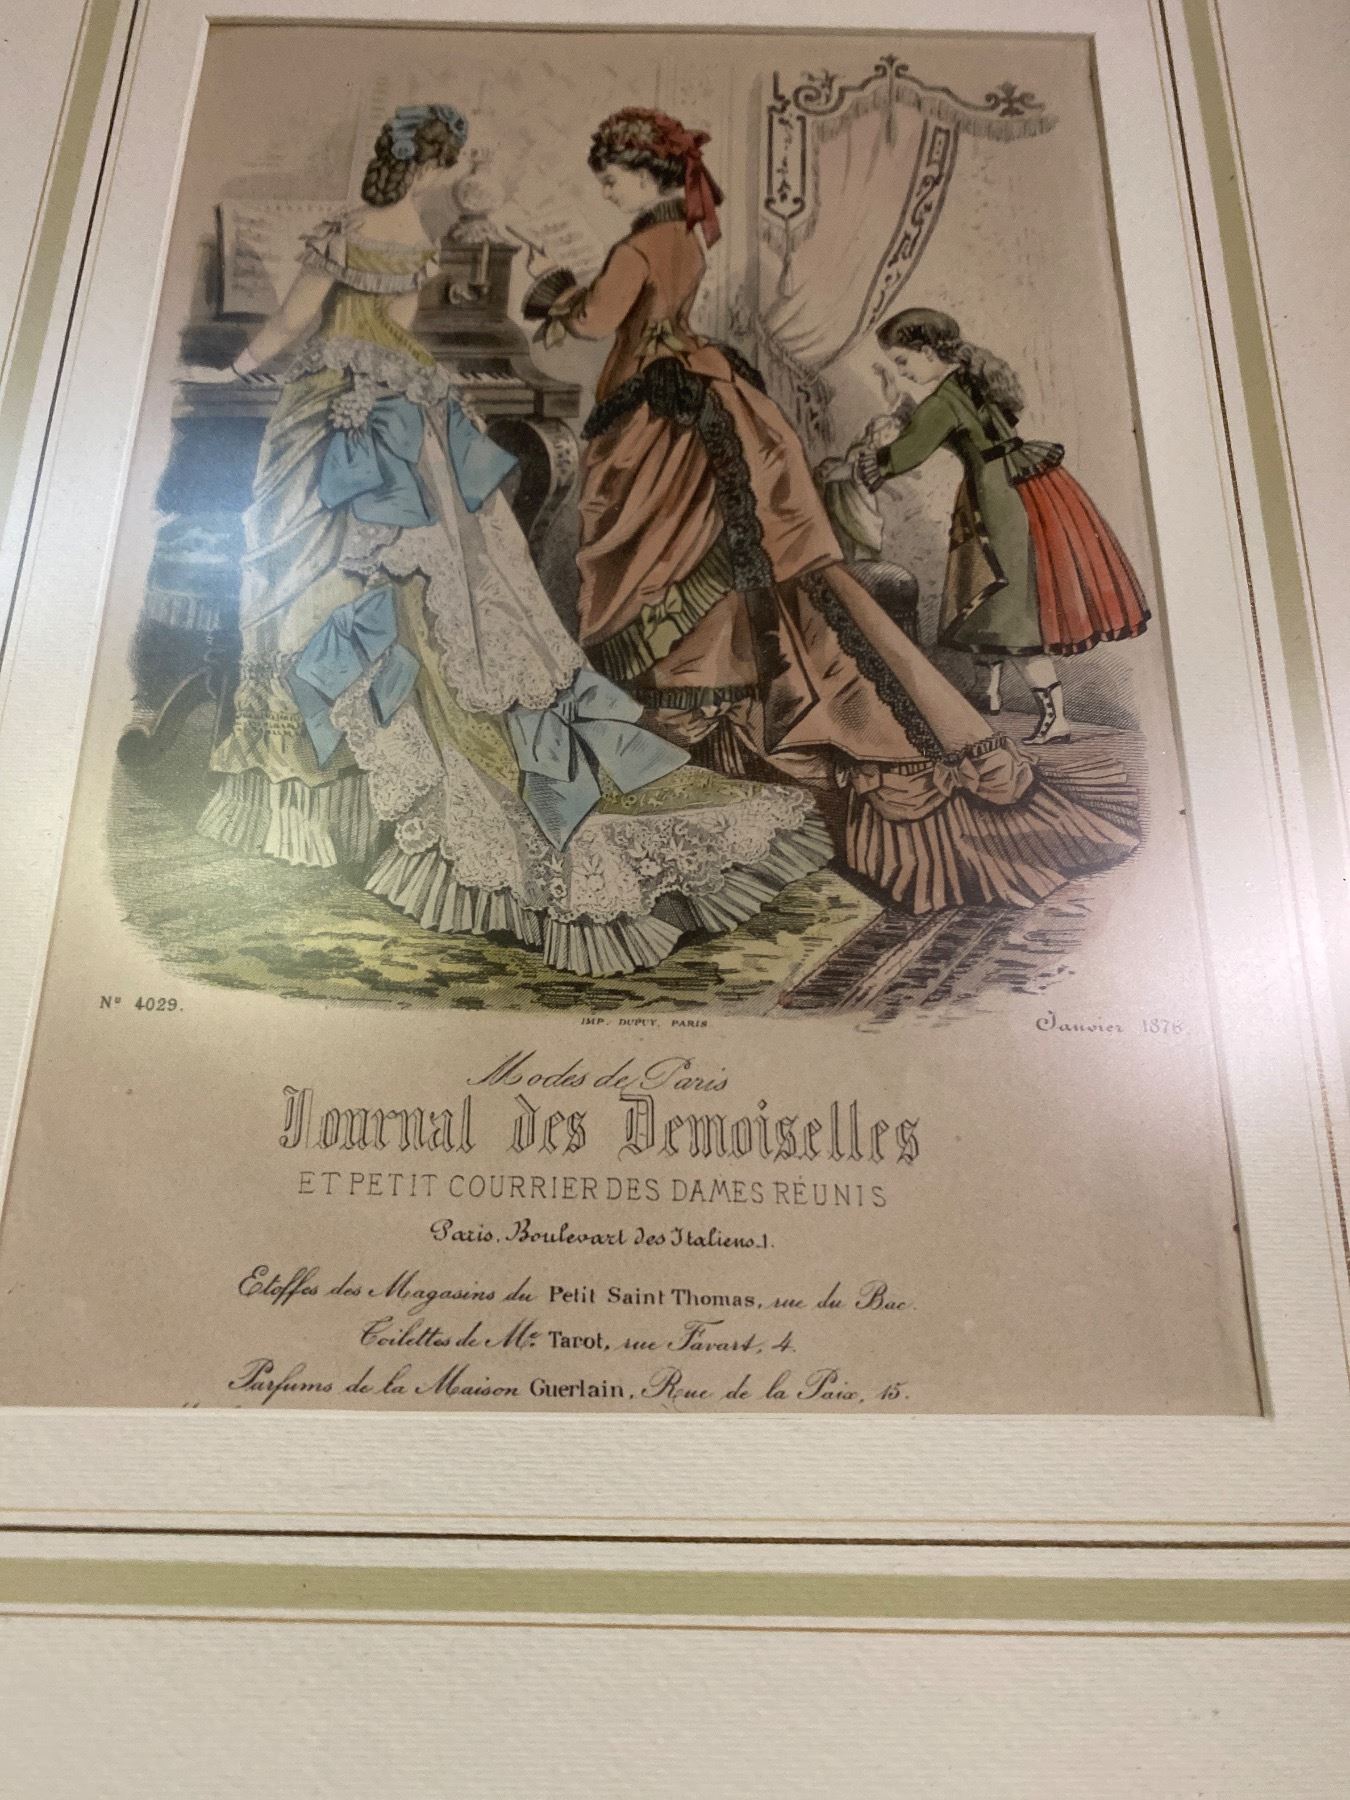 No 4029.
IMP. DUPUY, PARIS
Janvier 1876.
Modes de Paris
Journal des Demoiselles
ET PETIT COURRIER DES DAMES RÉUNIS
Paris, Boulevart des Italiens, 1.
Etoffes des Magasins du Petit Saint Thomas, rue du Bac.
Toilettes de Me. Tarot, rue Favart, 4.
Parfums de la Maison Guerlain, Rue de la Paix, 15.